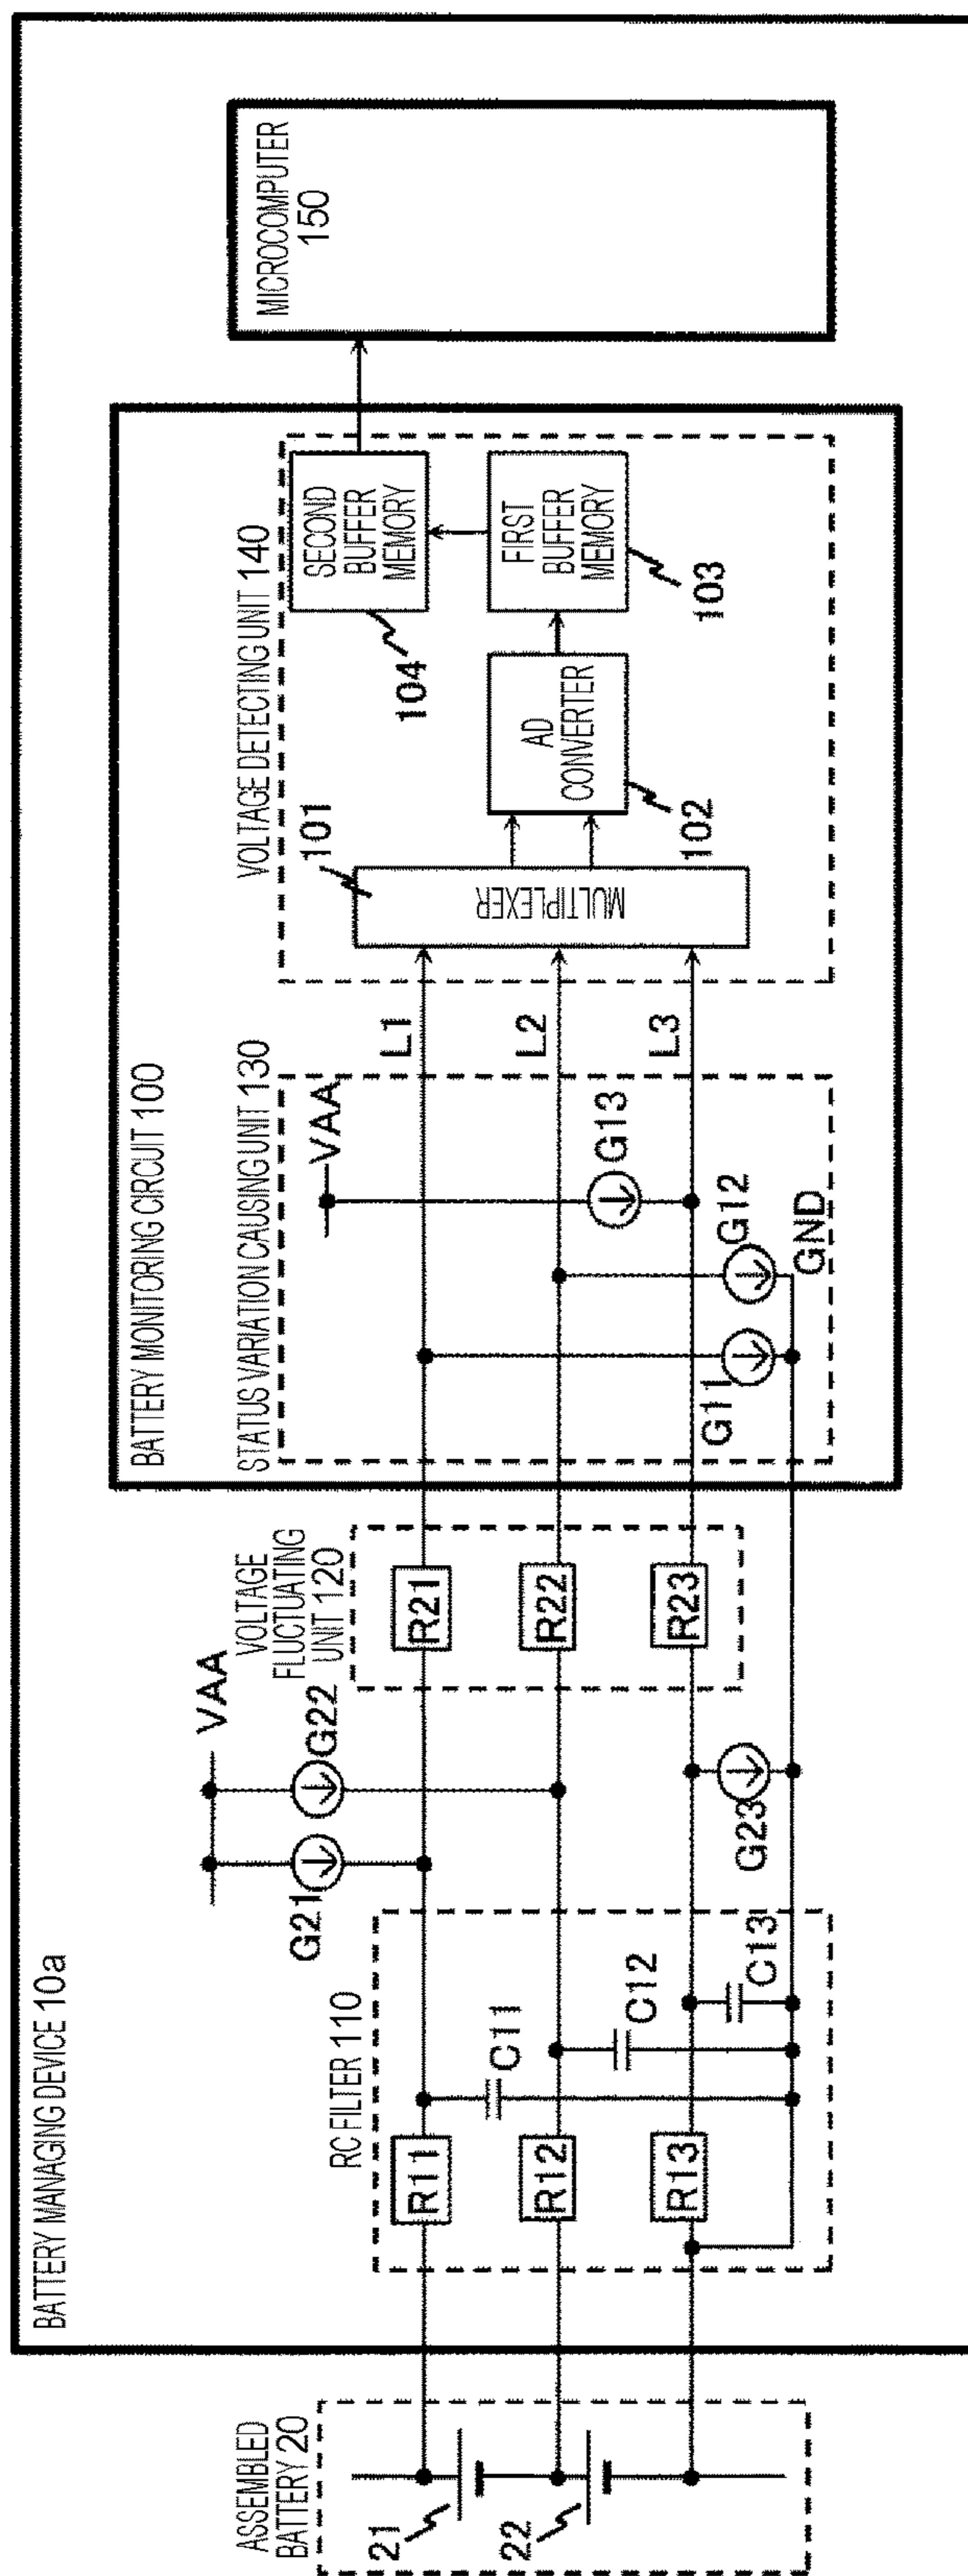 BATTERY MANAGING DEVICE 10a
ASSEMBLED
BATTERY 20
21
22
RC FILTER 110
R11
R12
R13
C11
C12
C13
VAA
G21
G22
G23
VOLTAGE
FLUCTUATING
UNIT 120
R21
R22
R23
BATTERY MONITORING CIRCUIT 100
STATUS VARIATION CAUSING UNIT 130
VAA
G11
G12
G13
GND
L1
L2
L3
VOLTAGE DETECTING UNIT 140
101
MULTIPLEXER
AD
CONVERTER
102
FIRST
BUFFER
MEMORY
103
SECOND
BUFFER
MEMORY
104
MICROCOMPUTER
150